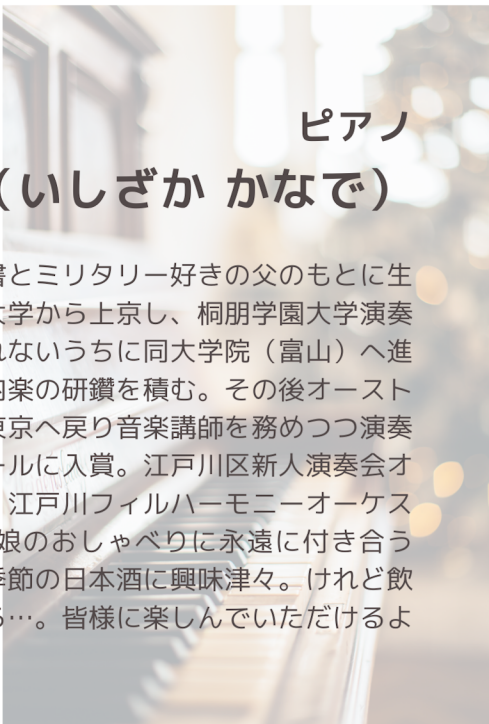 ピアノ
（いしざか かなで）
書とミリタリー好きの父のもとに生
大学から上京し、桐朋学園大学演奏
れないうちに同大学院（富山）へ進
内楽の研鑽を積む。その後オースト
東京へ戻り音楽講師を務めつつ演奏
ールに入賞。江戸川区新人演奏会オ
江戸川フィルハーモニーオーケス
娘のおしゃべりに永遠に付き合う
季節の日本酒に興味津々。けれど飲
る…。皆様に楽しんでいただけるよ